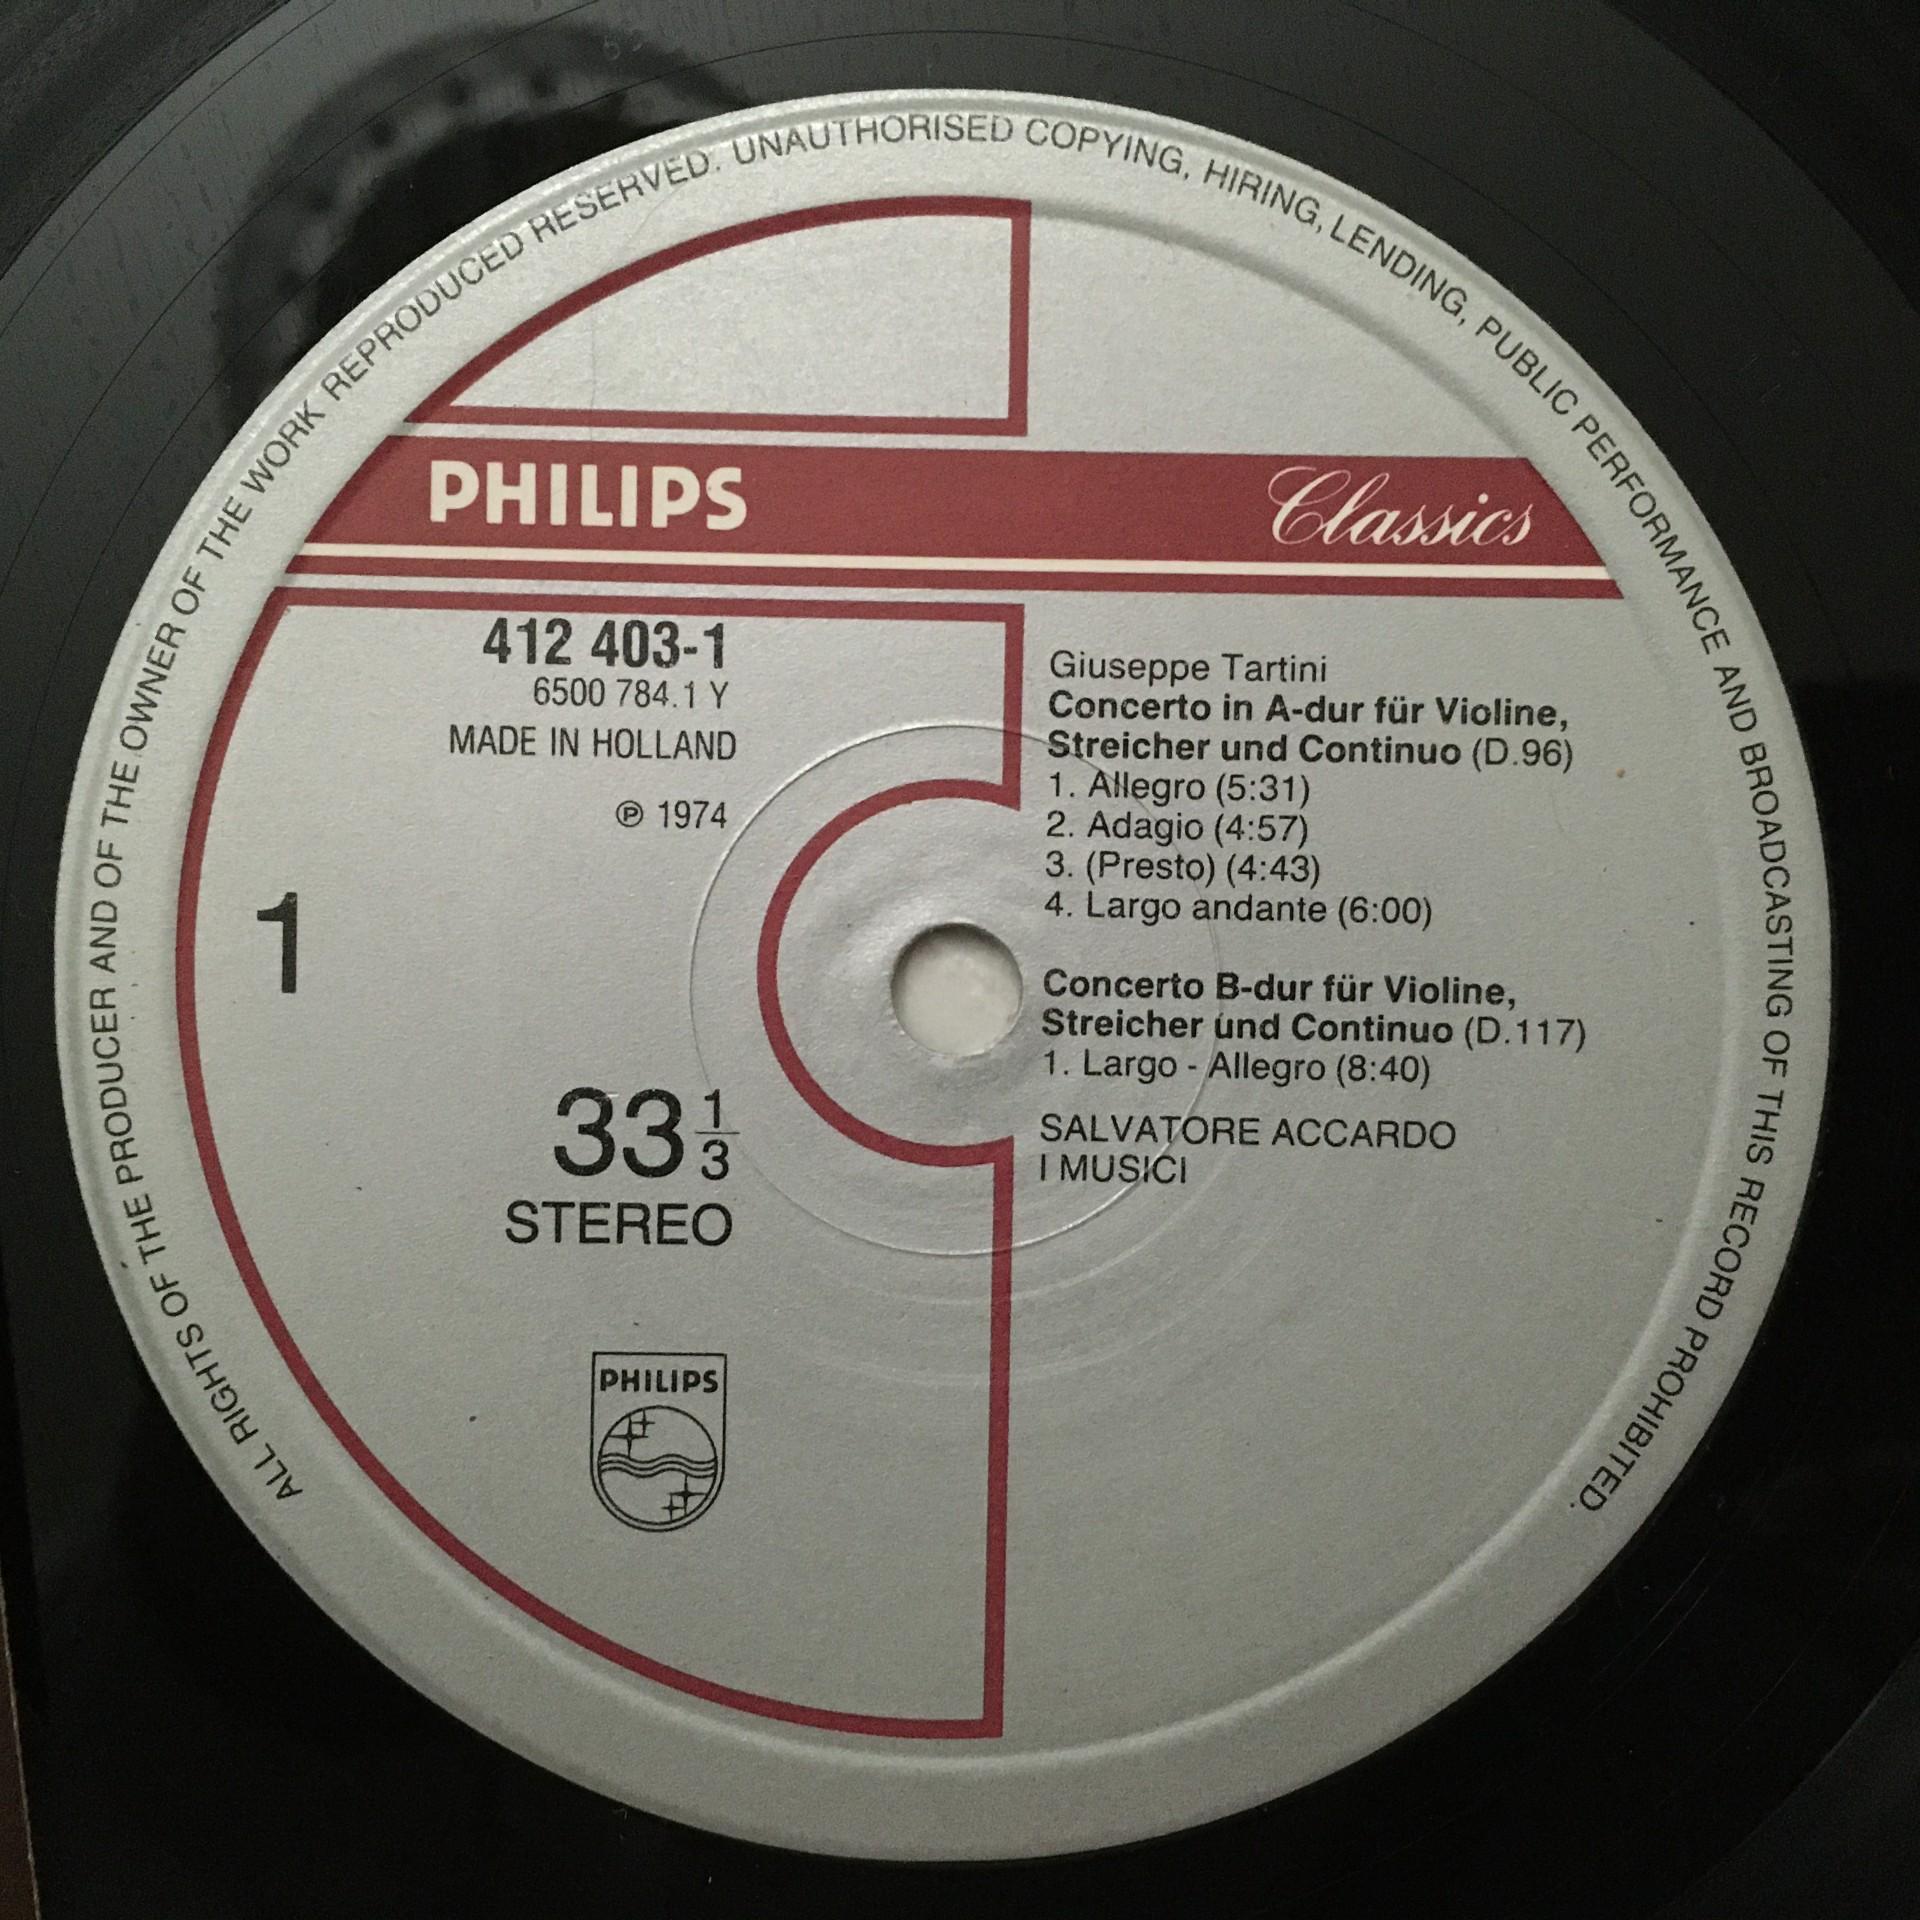 ALL RIGHTS OF THE PRODUCER AND OF THE OWNER OF THE WORK REPRODUCED RESERVED. UNAUTHORISED COPYING, HIRING, LENDING, PUBLIC PERFORMANCE AND BROADCASTING OF THIS RECORD PROHIBITED.
PHILIPS Classics
412 403-1
6500 784.1 Y
MADE IN HOLLAND
℗ 1974
1
33 1/3
STEREO
PHILIPS
Giuseppe Tartini
Concerto in A-dur für Violine,
Streicher und Continuo (D.96)
1. Allegro (5:31)
2. Adagio (4:57)
3. (Presto) (4:43)
4. Largo andante (6:00)
Concerto B-dur für Violine,
Streicher und Continuo (D.117)
1. Largo - Allegro (8:40)
SALVATORE ACCARDO
I MUSICI